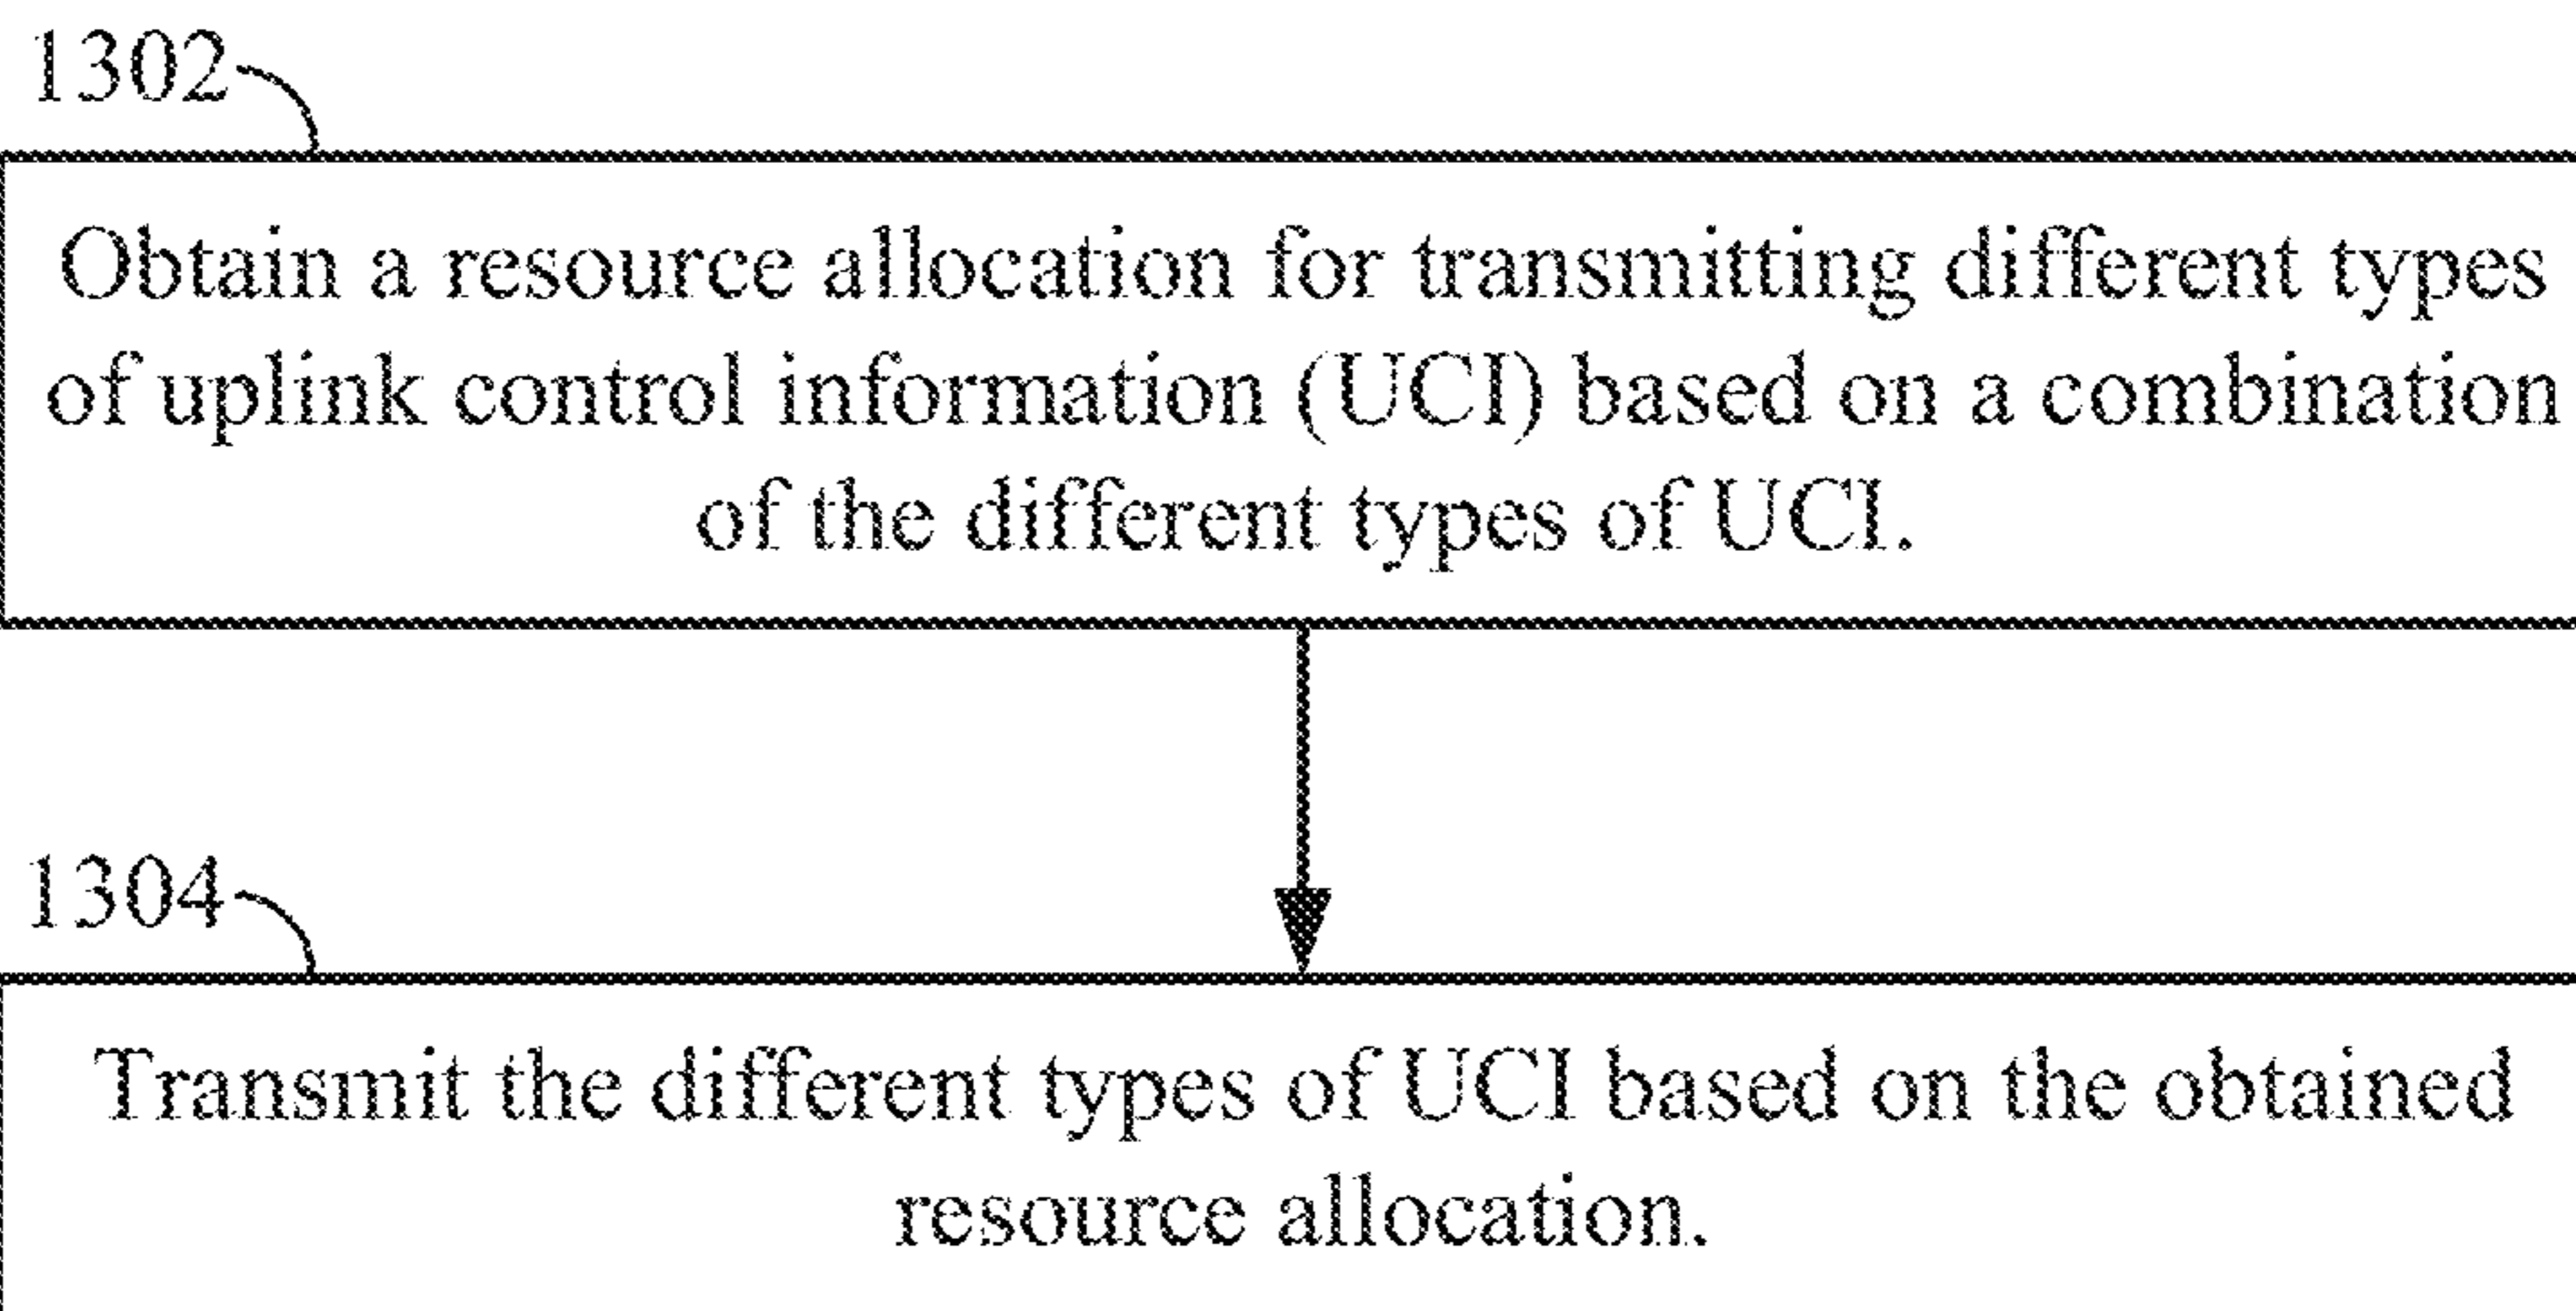 1302
Obtain a resource allocation for transmitting different types
of uplink control information (UCI) based on a combination
of the different types of UCI.
1304
Transmit the different types of UCI based on the obtained
resource allocation.